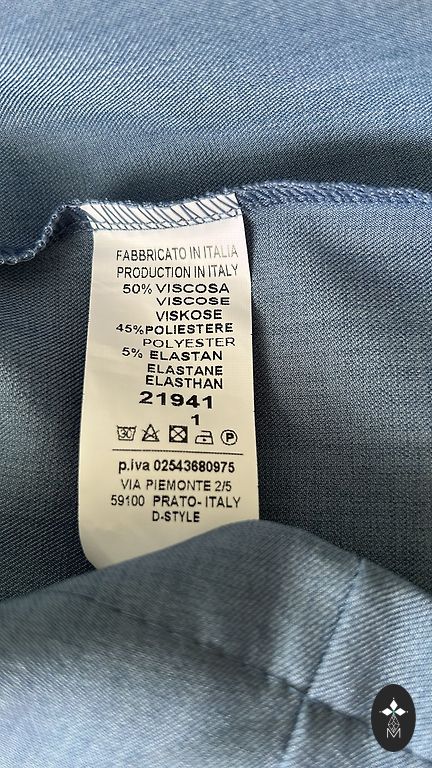 FABBRICATO IN ITALIA
PRODUCTION IN ITALY
50% VISCOSA
VISCOSE
VISKOSE
45% POLIESTERE
POLYESTER
5% ELASTAN
ELASTANE
ELASTHAN
21941
1
30 P
p.iva 02543680975
VIA PIEMONTE 2/5
59100 PRATO- ITALY
D-STYLE
M